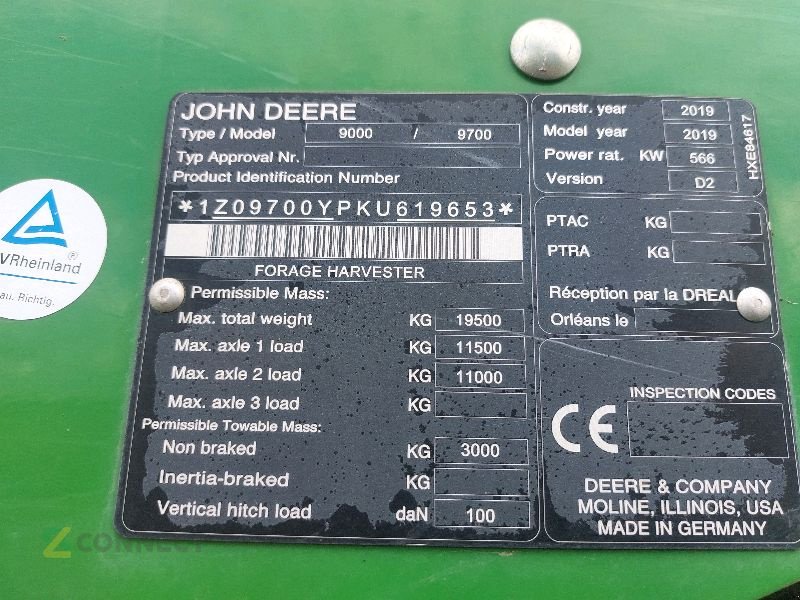 JOHN DEERE
Type / Model 9000 / 9700
Typ Approval Nr.
Product Identification Number
*1Z09700YPKU619653*
FORAGE HARVESTER
Permissible Mass:
Max. total weight KG 19500
Max. axle 1 load KG 11500
Max. axle 2 load KG 11000
Max. axle 3 load KG
Permissible Towable Mass:
Non braked KG 3000
Inertia-braked KG
Vertical hitch load daN 100
Constr. year 2019
Model year 2019
Power rat. KW 566
Version D2
HXE84617
PTAC KG
PTRA KG
Réception par la DREAL
Orléans le
CE
INSPECTION CODES
DEERE & COMPANY
MOLINE, ILLINOIS, USA
MADE IN GERMANY
VRheinland
®
au. Richtig.
CONNECT